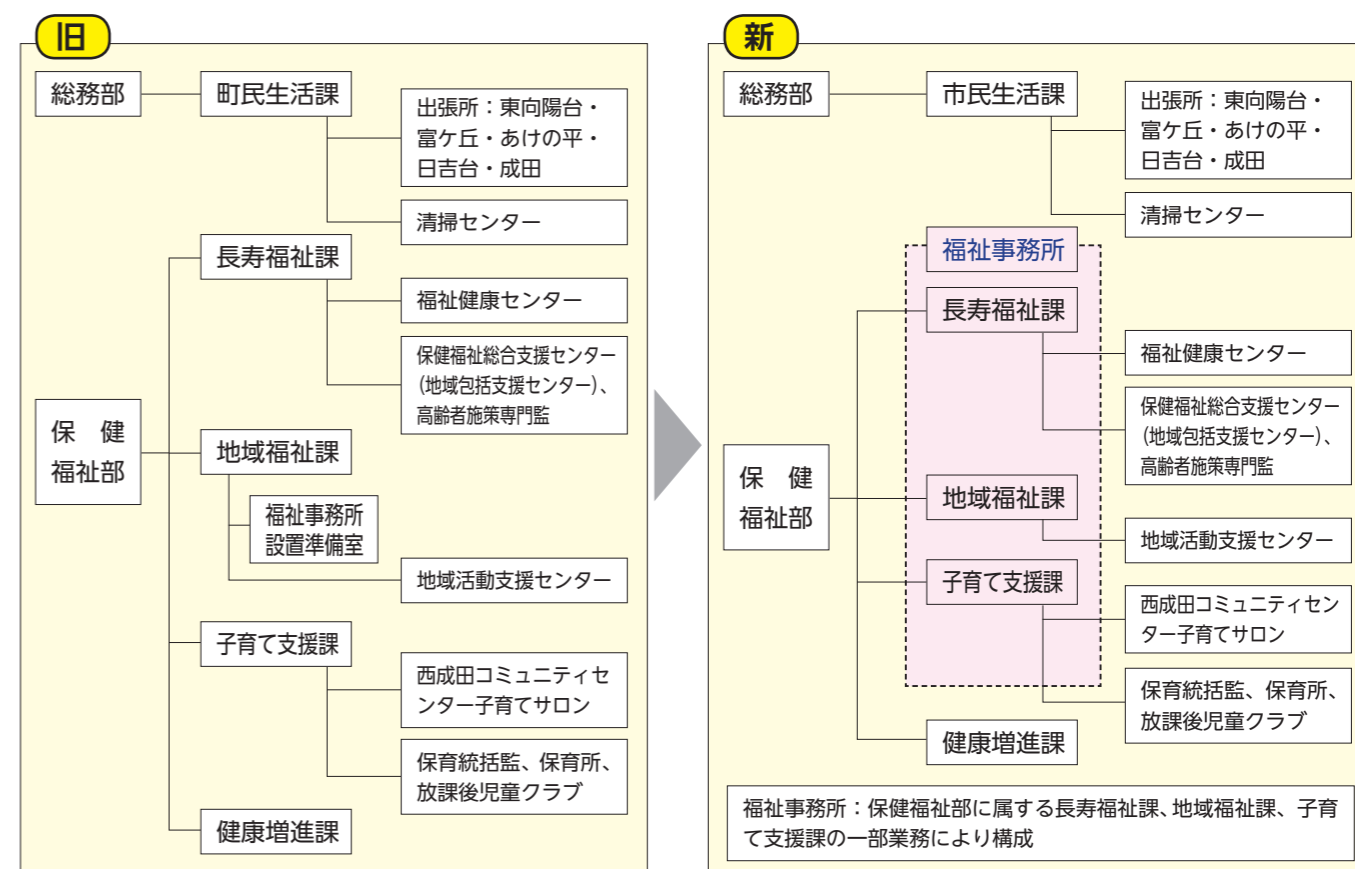 旧
総務部
町民生活課
出張所：東向陽台・
富ケ丘・あけの平・
日吉台・成田
清掃センター
長寿福祉課
福祉健康センター
保健福祉総合支援センター
(地域包括支援センター)、
高齢者施策専門監
保　健
福祉部
地域福祉課
福祉事務所
設置準備室
地域活動支援センター
子育て支援課
西成田コミュニティセ
ンター子育てサロン
保育統括監、保育所、
放課後児童クラブ
健康増進課
新
総務部
市民生活課
出張所：東向陽台・
富ケ丘・あけの平・
日吉台・成田
清掃センター
福祉事務所
長寿福祉課
福祉健康センター
保健福祉総合支援センター
(地域包括支援センター)、
高齢者施策専門監
保　健
福祉部
地域福祉課
地域活動支援センター
子育て支援課
西成田コミュニティセン
ター子育てサロン
保育統括監、保育所、
放課後児童クラブ
健康増進課
福祉事務所：保健福祉部に属する長寿福祉課、地域福祉課、子育
て支援課の一部業務により構成